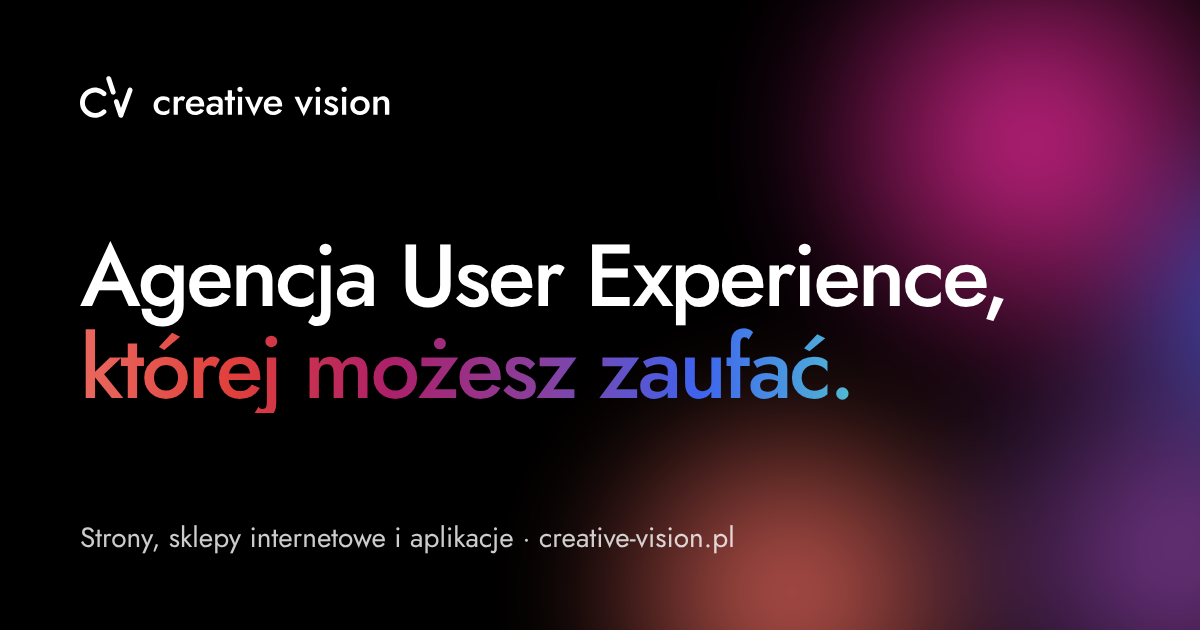 CV creative vision
Agencja User Experience,
której możesz zaufać.
Strony, sklepy internetowe i aplikacje · creative-vision.pl